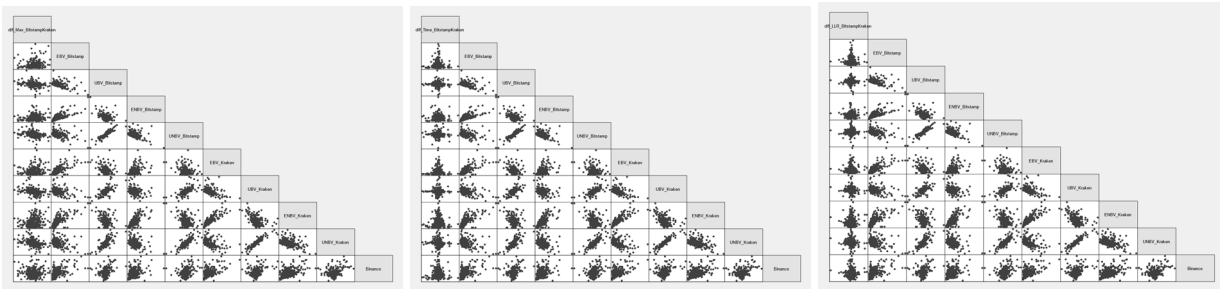 diff_Max_BitstampKraken
EBV_Bitstamp
UBV_Bitstamp
ENBV_Bitstamp
UNBV_Bitstamp
EBV_Kraken
UBV_Kraken
ENBV_Kraken
UNBV_Kraken
Binance
diff_Time_BitstampKraken
EBV_Bitstamp
UBV_Bitstamp
ENBV_Bitstamp
UNBV_Bitstamp
EBV_Kraken
UBV_Kraken
ENBV_Kraken
UNBV_Kraken
Binance
diff_LLR_BitstampKraken
EBV_Bitstamp
UBV_Bitstamp
ENBV_Bitstamp
UNBV_Bitstamp
EBV_Kraken
UBV_Kraken
ENBV_Kraken
UNBV_Kraken
Binance